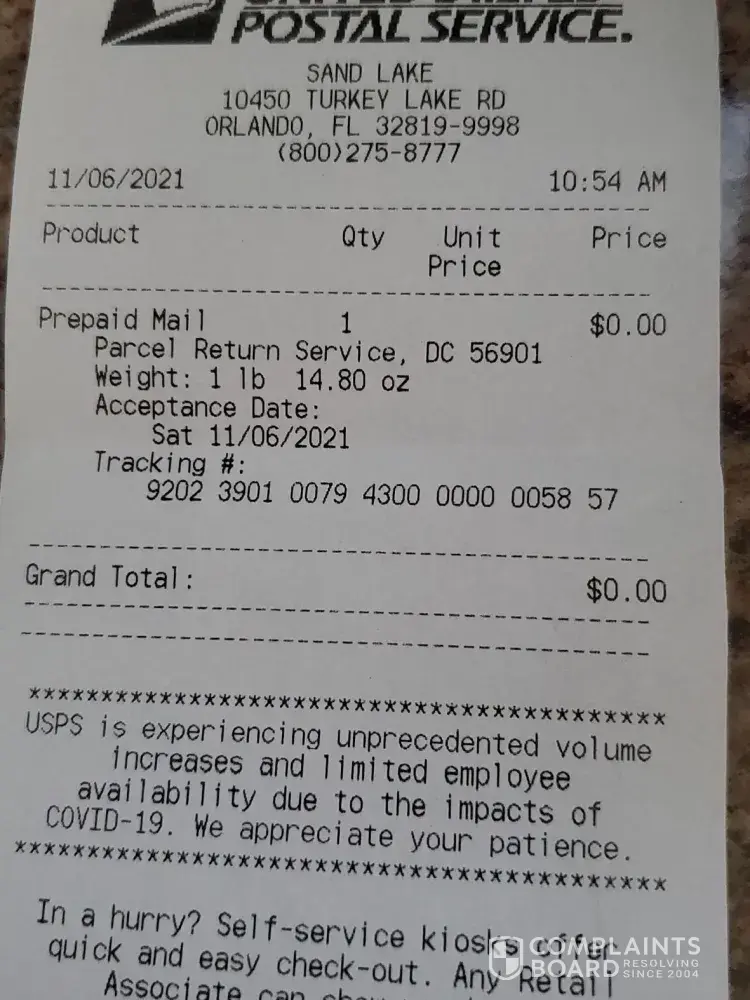 POSTAL SERVICE.
SAND LAKE
10450 TURKEY LAKE RD
ORLANDO, FL 32819-9998
(800)275-8777
11/06/2021 10:54 AM
Product Qty Unit Price
Price
Prepaid Mail 1 $0.00
Parcel Return Service, DC 56901
Weight: 1 lb 14.80 oz
Acceptance Date:
Sat 11/06/2021
Tracking #:
9202 3901 0079 4300 0000 0058 57
Grand Total: $0.00
*********************************************
USPS is experiencing unprecedented volume
increases and limited employee
availability due to the impacts of
COVID-19. We appreciate your patience.
*********************************************
In a hurry? Self-service kiosks offer
quick and easy check-out. Any Retail
Associate can
COMPLAINTS
BOARD RESOLVING
SINCE 2004